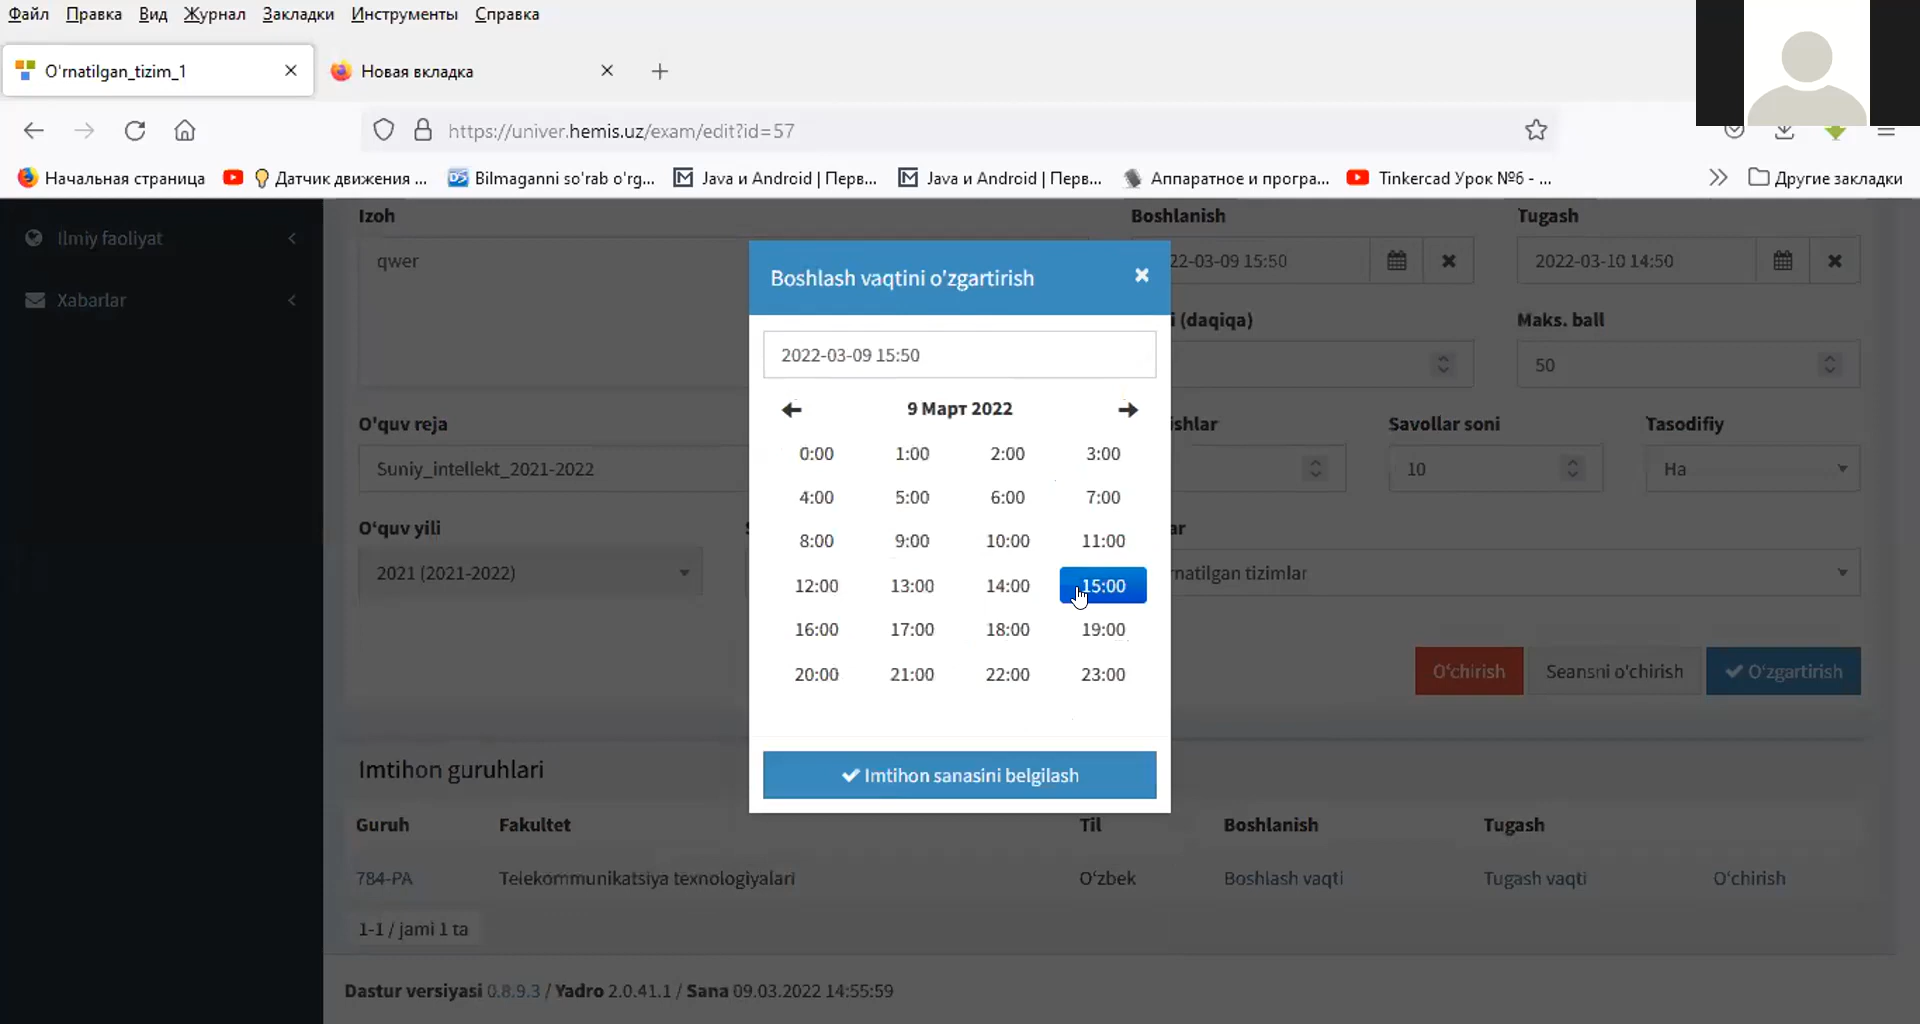 Файл Правка Вид Журнал Закладки Инструменты Справка
O'rnatilgan_tizim_1
Новая вкладка
https://univer.hemis.uz/exam/edit?id=57
Начальная страница
Датчик движения ...
Bilmaganni so'rab o'rg...
Java и Android | Перв...
Java и Android | Перв...
Аппаратное и програ...
Tinkercad Урок №6 - ...
Другие закладки
Ilmiy faoliyat
Xabarlar
Izoh
qwer
Boshlanish
22-03-09 15:50
Tugash
2022-03-10 14:50
i (daqiqa)
Maks. ball
50
O'quv reja
Suniy_intellekt_2021-2022
ishlar
Savollar soni
10
Tasodifiy
Ha
O'quv yili
2021 (2021-2022)
ar
rnatilgan tizimlar
Boshlash vaqtini o'zgartirish
2022-03-09 15:50
9 Март 2022
0:00 1:00 2:00 3:00
4:00 5:00 6:00 7:00
8:00 9:00 10:00 11:00
12:00 13:00 14:00 15:00
16:00 17:00 18:00 19:00
20:00 21:00 22:00 23:00
Imtihon sanasini belgilash
O'chirish
Seansni o'chirish
O'zgartirish
Imtihon guruhlari
Guruh Fakultet Til Boshlanish Tugash
784-PA Telekommunikatsiya texnologiyalari O'zbek Boshlash vaqti Tugash vaqti O'chirish
1-1 / jami 1 ta
Dastur versiyasi 0.8.9.3 / Yadro 2.0.41.1 / Sana 09.03.2022 14:55:59